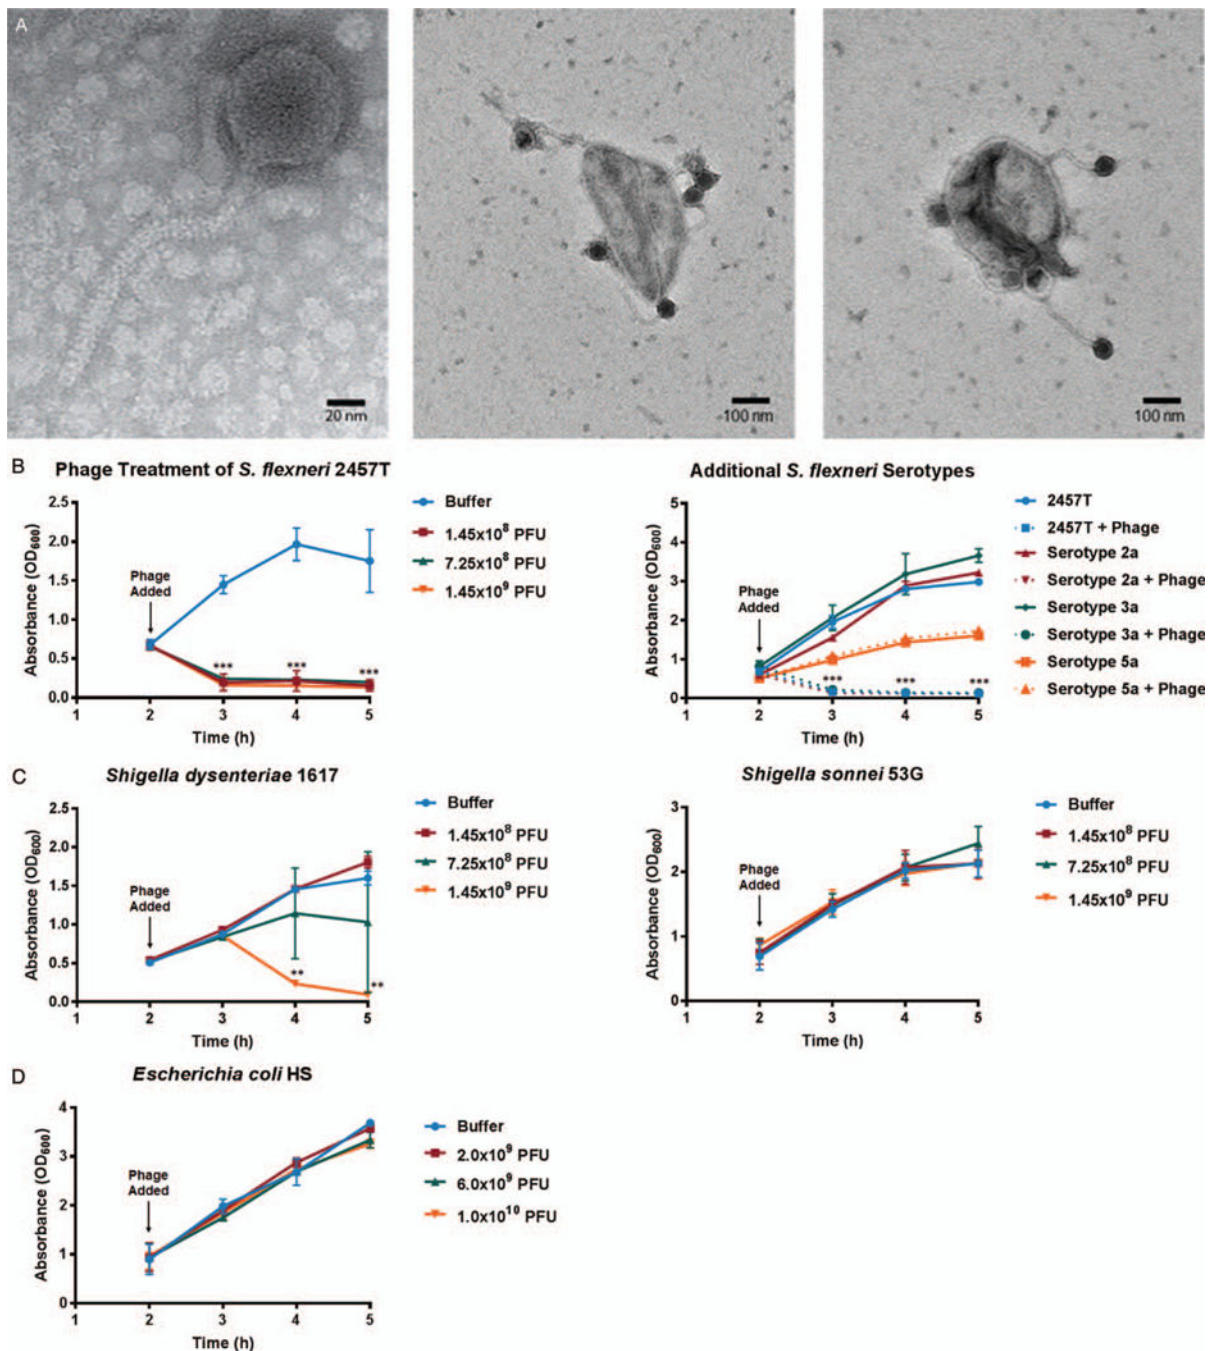 A
20 nm
100 nm
100 nm
B
Phage Treatment of S. flexneri 2457T
Absorbance (OD600)
2.5
2.0
1.5
1.0
0.5
0.0
Phage
Added
***
***
***
1
2
3
4
5
Time (h)
Buffer
1.45x10⁸ PFU
7.25x10⁸ PFU
1.45x10⁹ PFU
Additional S. flexneri Serotypes
Absorbance (OD600)
5
4
3
2
1
0
Phage
Added
***
***
***
1
2
3
4
5
Time (h)
2457T
2457T + Phage
Serotype 2a
Serotype 2a + Phage
Serotype 3a
Serotype 3a + Phage
Serotype 5a
Serotype 5a + Phage
C
Shigella dysenteriae 1617
Absorbance (OD600)
2.5
2.0
1.5
1.0
0.5
0.0
Phage
Added
**
**
1
2
3
4
5
Time (h)
Buffer
1.45x10⁸ PFU
7.25x10⁸ PFU
1.45x10⁹ PFU
Shigella sonnei 53G
Absorbance (OD600)
3
2
1
0
Phage
Added
1
2
3
4
5
Time (h)
Buffer
1.45x10⁸ PFU
7.25x10⁸ PFU
1.45x10⁹ PFU
D
Escherichia coli HS
Absorbance (OD600)
4
3
2
1
0
Phage
Added
1
2
3
4
5
Time (h)
Buffer
2.0x10⁹ PFU
6.0x10⁹ PFU
1.0x10¹⁰ PFU